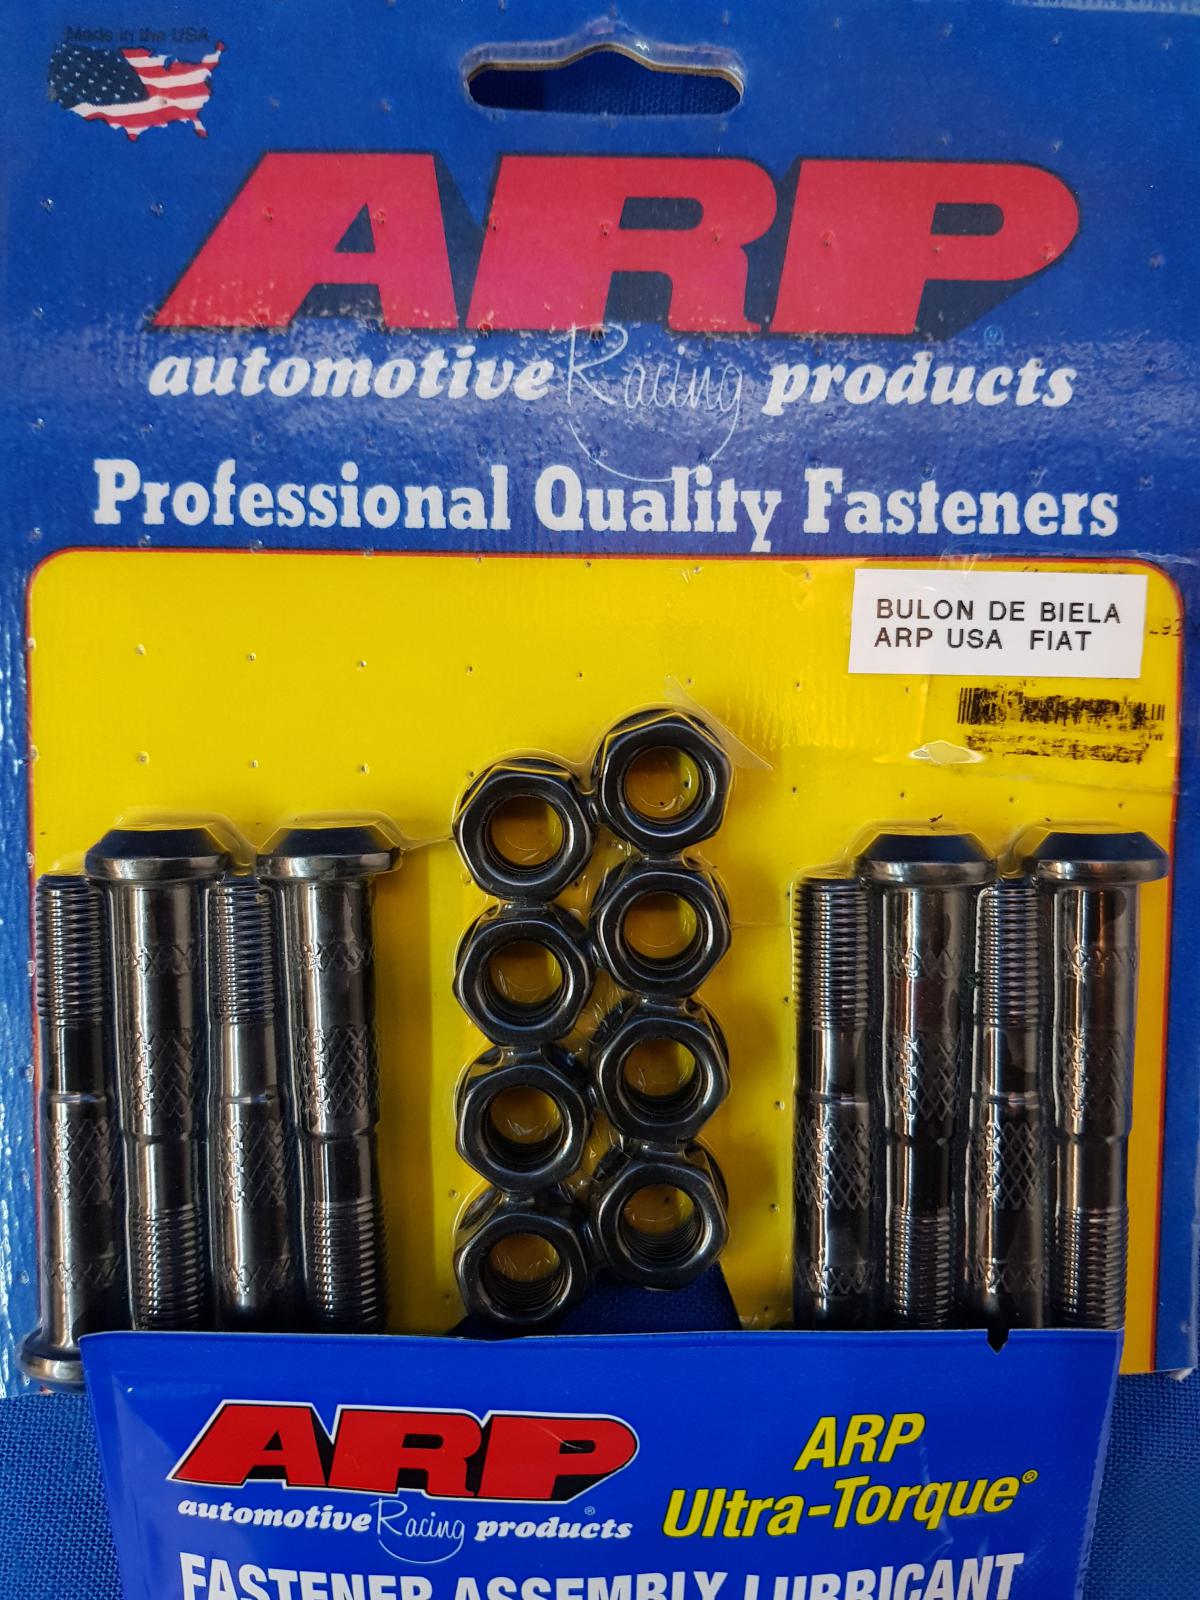 Made in the USA
ARP
automotive Racing products
Professional Quality Fasteners
BULON DE BIELA
ARP USA FIAT
ARP
automotive Racing products
ARP
Ultra-Torque®
FASTENER ASSEMBLY LUBRICANT